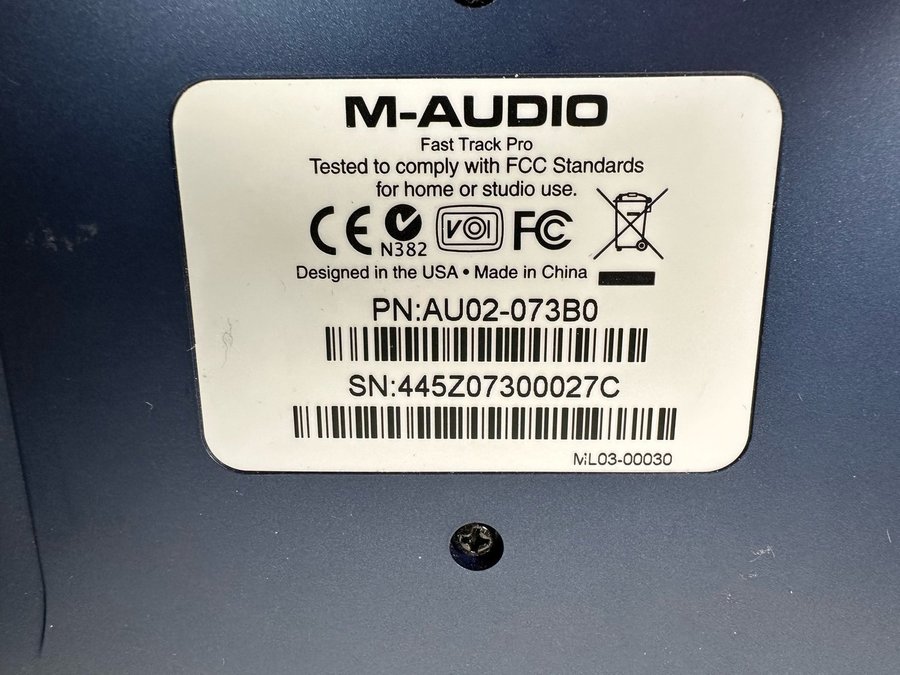 M-AUDIO
Fast Track Pro
Tested to comply with FCC Standards
for home or studio use.
CE N382 VCI FC
Designed in the USA • Made in China
PN:AU02-073B0
SN:445Z07300027C
ML03-00030